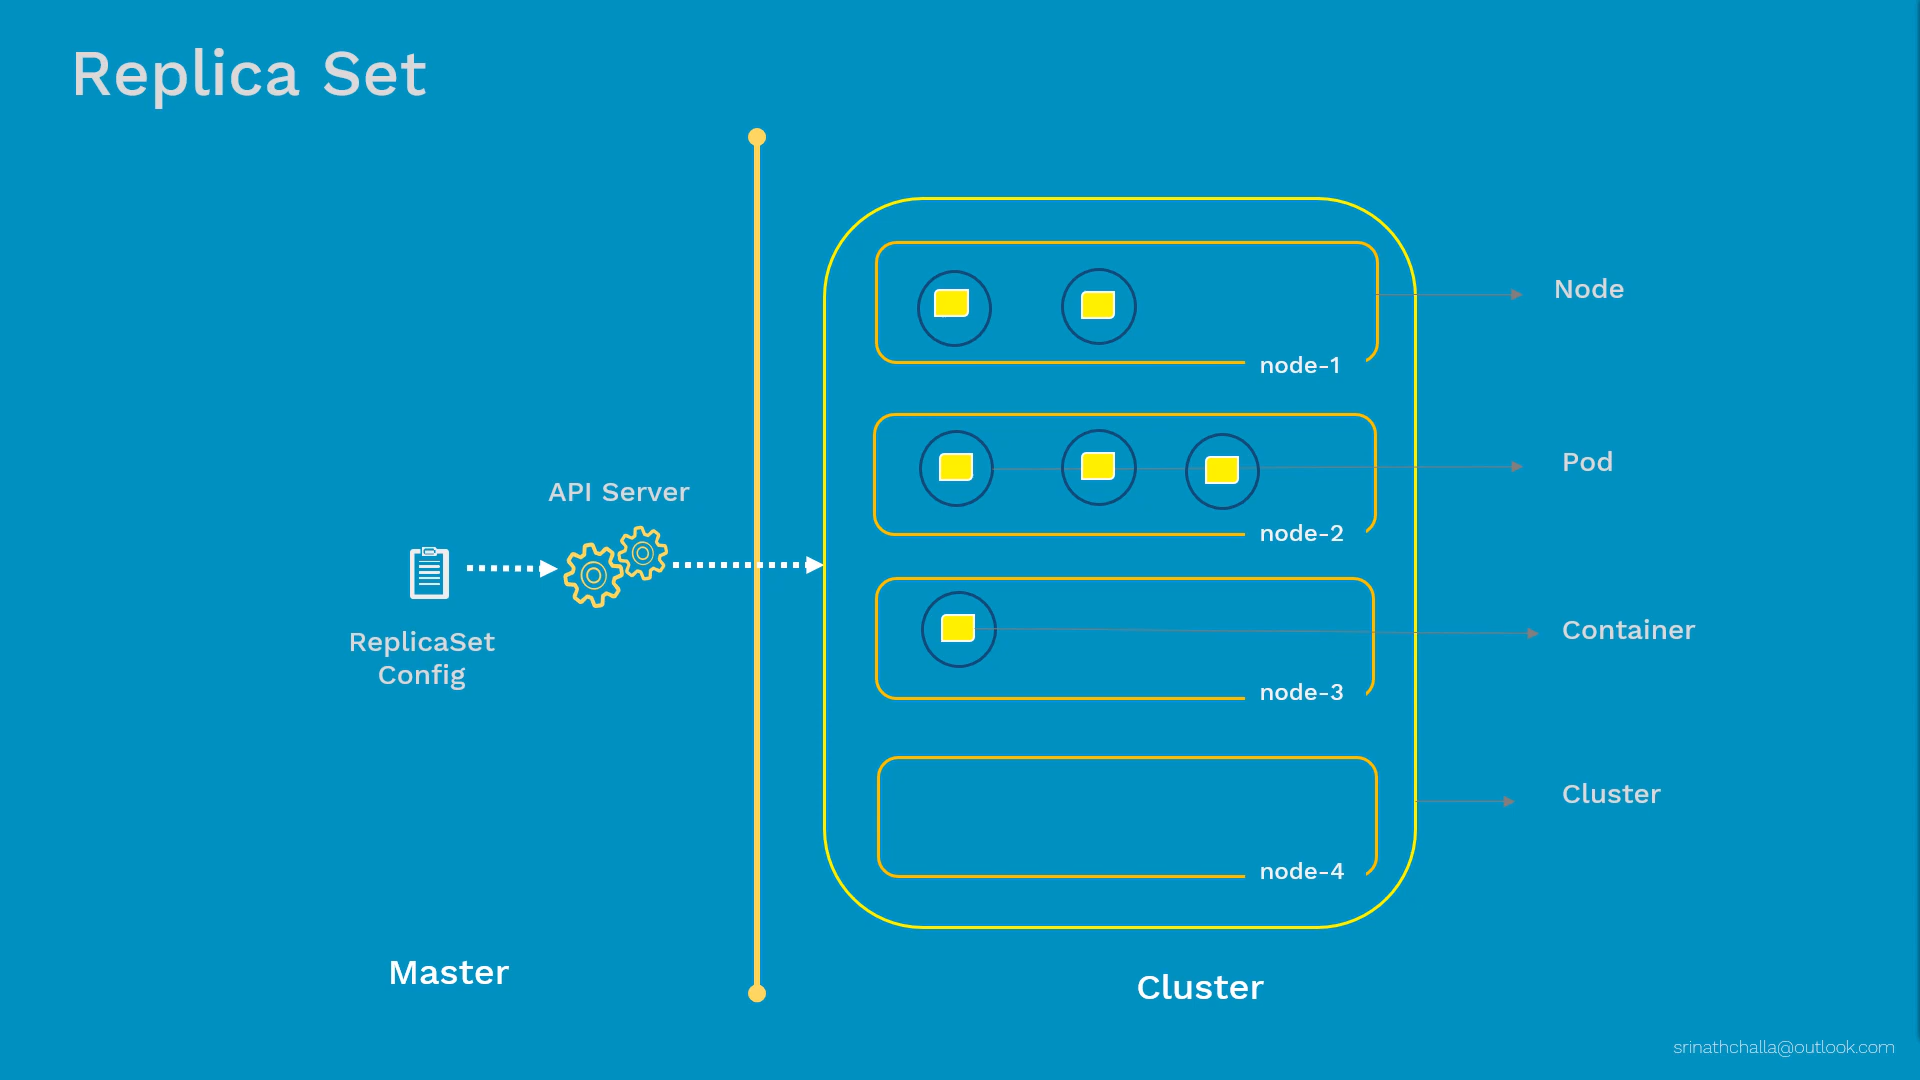 Replica Set
node-1
Node
node-2
Pod
API Server
ReplicaSet
Config
node-3
Container
node-4
Cluster
Master
Cluster
srinathchalla@outlook.com